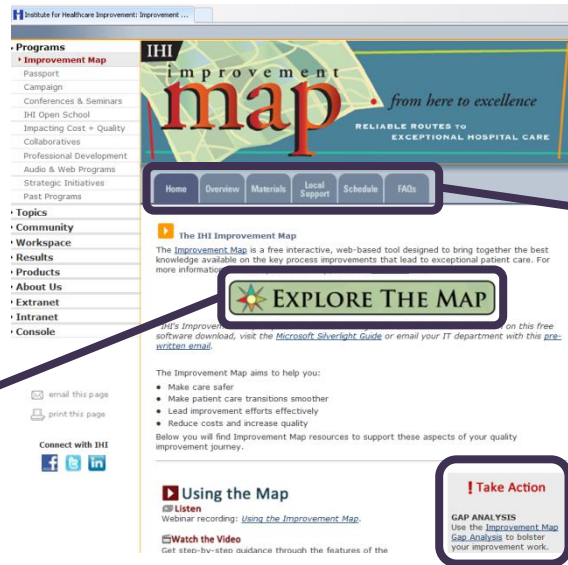 Institute for Healthcare Improvement: Improvement ...
Programs
Improvement Map
Passport
Campaign
Conferences & Seminars
IHI Open School
Impacting Cost + Quality
Collaboratives
Professional Development
Audio & Web Programs
Strategic Initiatives
Past Programs
Topics
Community
Workspace
Results
Products
About Us
Extranet
Intranet
Console
email this page
print this page
Connect with IHI
IHI
improvement
map
from here to excellence
RELIABLE ROUTES TO
EXCEPTIONAL HOSPITAL CARE
Home Overview Materials Local Support Schedule FAQs
The IHI Improvement Map
The Improvement Map is a free interactive, web-based tool designed to bring together the best
knowledge available on the key process improvements that lead to exceptional patient care. For
more information
EXPLORE THE MAP
IHI's Improvement on this free
software download, visit the Microsoft Silverlight Guide or email your IT department with this pre-
written email.
The Improvement Map aims to help you:
Make care safer
Make patient care transitions smoother
Lead improvement efforts effectively
Reduce costs and increase quality
Below you will find Improvement Map resources to support these aspects of your quality
improvement journey.
Using the Map
Listen
Webinar recording: Using the Improvement Map.
Watch the Video
Get step-by-step guidance through the features of the
! Take Action
GAP ANALYSIS
Use the Improvement Map
Gap Analysis to bolster
your improvement work.